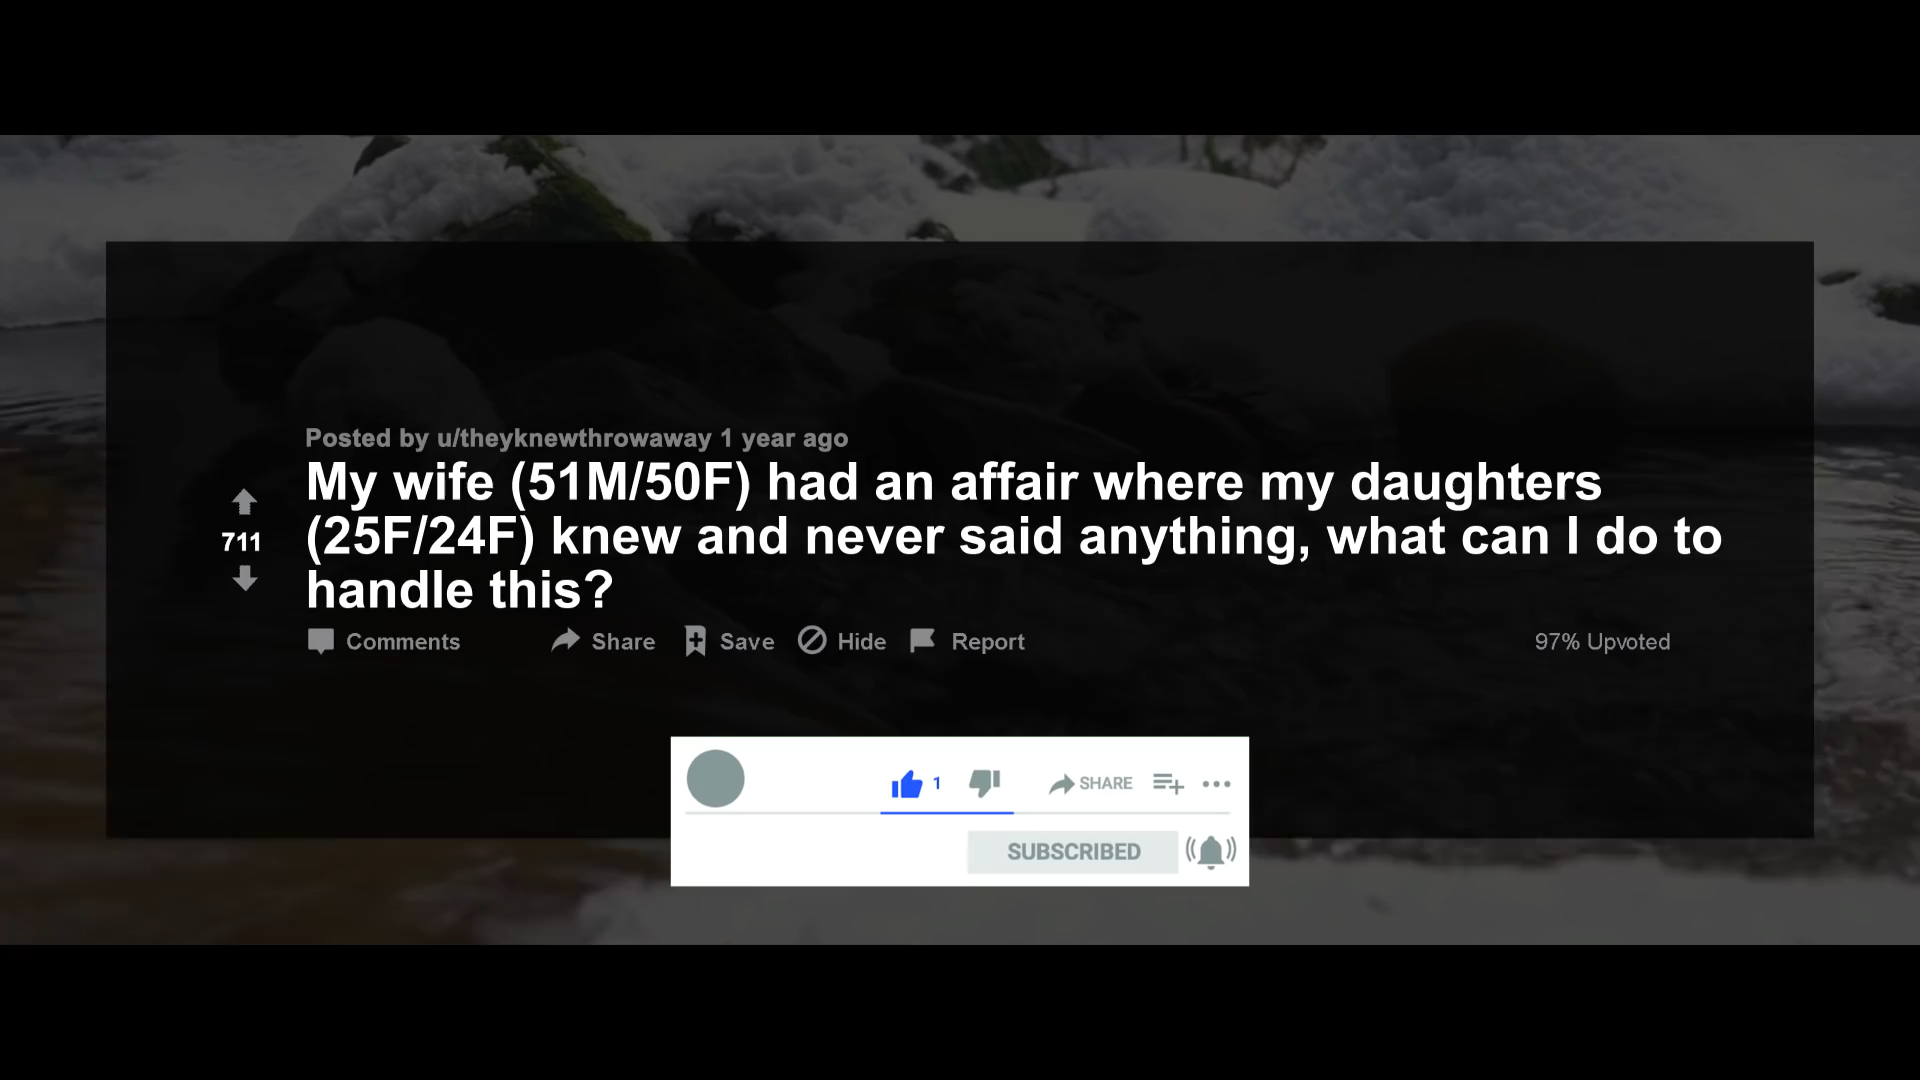 Posted by u/theyknewthrowaway 1 year ago
My wife (51M/50F) had an affair where my daughters
(25F/24F) knew and never said anything, what can I do to
handle this?
711
Comments Share Save Hide Report 97% Upvoted
1 SHARE
SUBSCRIBED